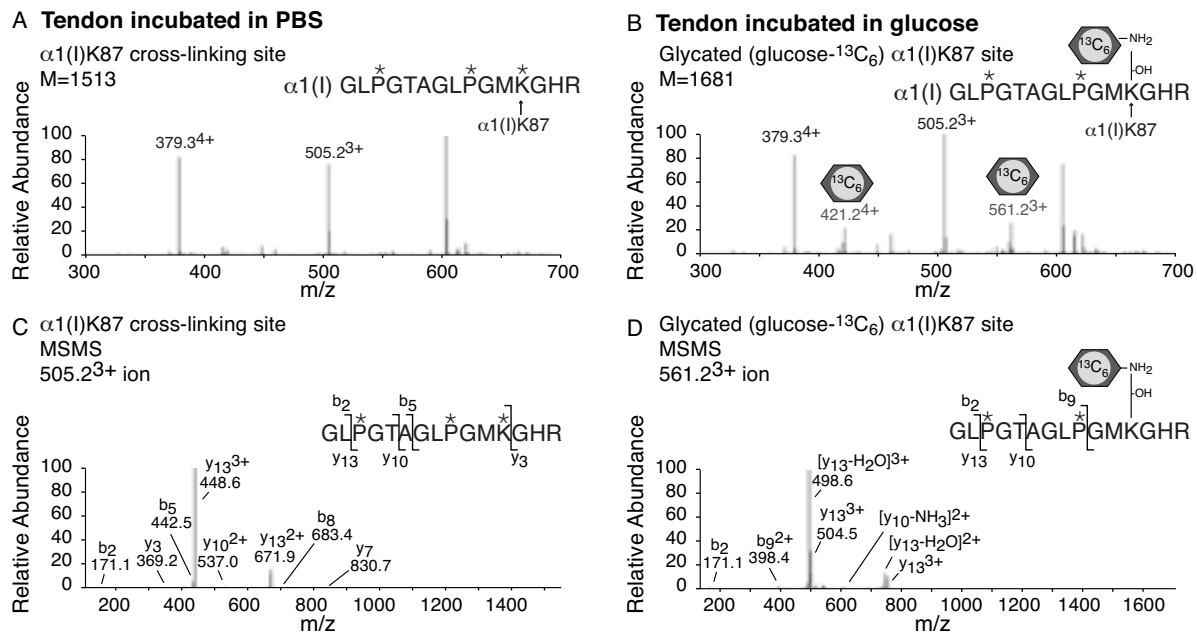 A Tendon incubated in PBS
α1(I)K87 cross-linking site
M=1513
* * *
α1(I) GLPGTAGLPGMKGHR
α1(I)K87
Relative Abundance
100
80
60
40
20
0
379.3⁴⁺
505.2³⁺
300 400 500 600 700
m/z
B Tendon incubated in glucose
Glycated (glucose-¹³C₆) α1(I)K87 site
M=1681
¹³C₆ NH₂
OH
* *
α1(I) GLPGTAGLPGMKGHR
α1(I)K87
Relative Abundance
100
80
60
40
20
0
379.3⁴⁺
¹³C₆
421.2⁴⁺
505.2³⁺
¹³C₆
561.2³⁺
300 400 500 600 700
m/z
C α1(I)K87 cross-linking site
MSMS
505.2³⁺ ion
b₂ b₅
* * *
GLPGTAGLPGMKGHR
y₁₃ y₁₀ y₃
Relative Abundance
100
80
60
40
20
0
b₂
171.1
y₃
369.2
b₅
442.5
y₁₃³⁺
448.6
y₁₀²⁺
537.0
y₁₃²⁺
671.9
b₈
683.4
y₇
830.7
200 400 600 800 1000 1200 1400
m/z
D Glycated (glucose-¹³C₆) α1(I)K87 site
MSMS
561.2³⁺ ion
¹³C₆ NH₂
OH
b₂ b₉
* *
GLPGTAGLPGMKGHR
y₁₃ y₁₀
Relative Abundance
100
80
60
40
20
0
b₂
171.1
b₉²⁺
398.4
[y₁₃-H₂O]³⁺
498.6
y₁₃³⁺
504.5
[y₁₀-NH₃]²⁺
[y₁₃-H₂O]²⁺
y₁₃³⁺
200 400 600 800 1000 1200 1400 1600
m/z